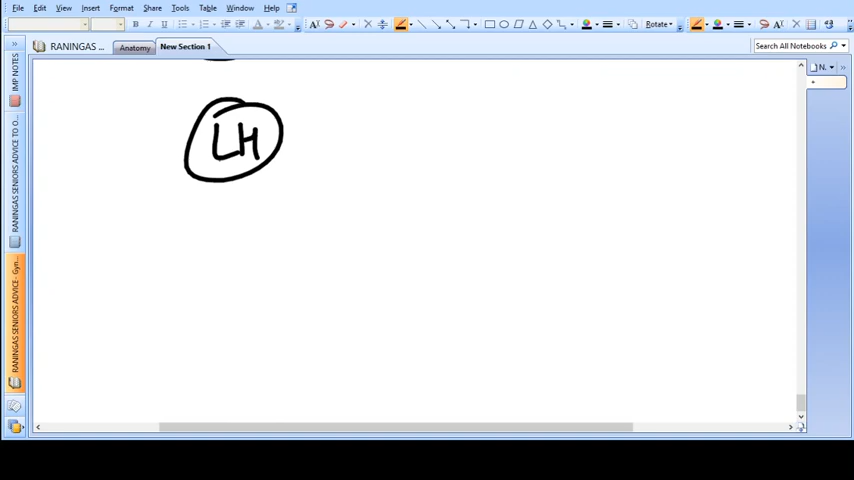 File Edit View Insert Format Share Tools Table Window Help
B I U A Rotate
RANINGAS ... Anatomy New Section 1 Search All Notebooks
N.
IMP NOTES
RANINGAS SENIORS ADVICE TO O...
RANINGAS SENIORS ADVICE- Gyn...
LH